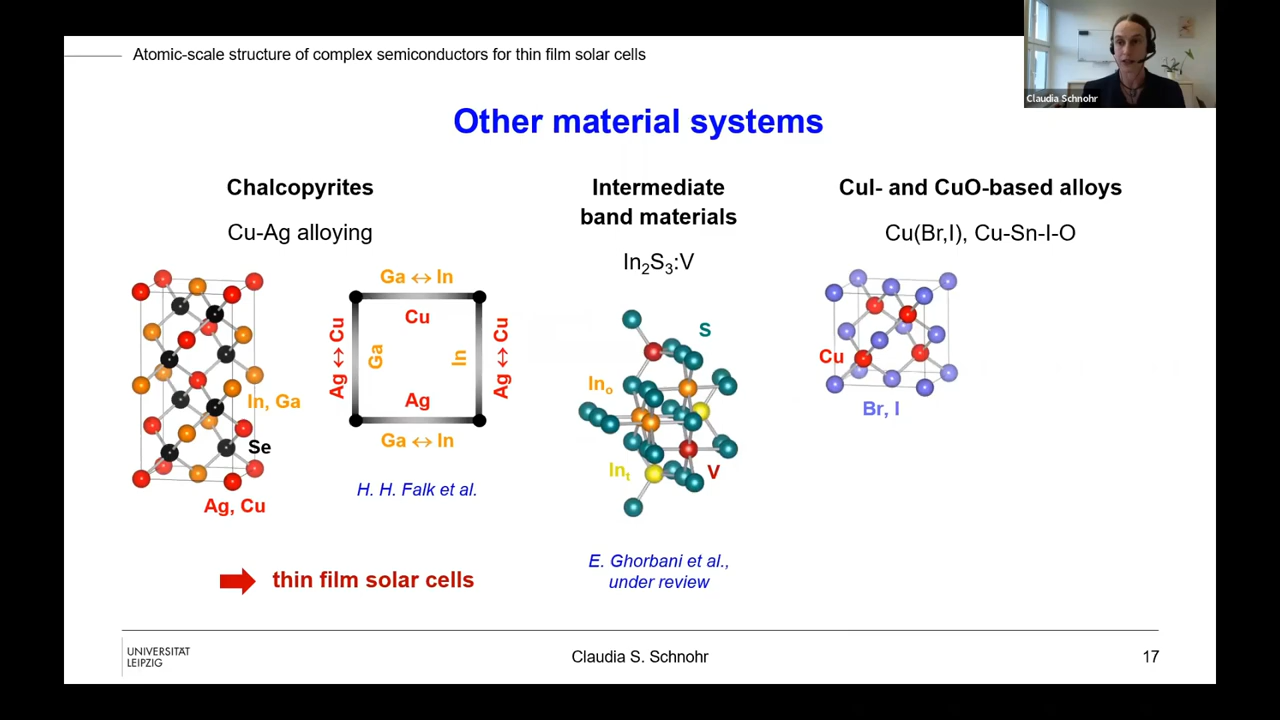 Atomic-scale structure of complex semiconductors for thin film solar cells
Claudia Schnohr
Other material systems
Chalcopyrites
Cu-Ag alloying
Ga ↔ In
Cu
Ag ↔ Cu
Ga
In
Ag ↔ Cu
Ag
Ga ↔ In
In, Ga
Se
Ag, Cu
H. H. Falk et al.
Intermediate
band materials
In₂S₃:V
S
Inₒ
Inₜ
V
E. Ghorbani et al.,
under review
CuI- and CuO-based alloys
Cu(Br,I), Cu-Sn-I-O
Cu
Br, I
thin film solar cells
UNIVERSITÄT
LEIPZIG
Claudia S. Schnohr
17